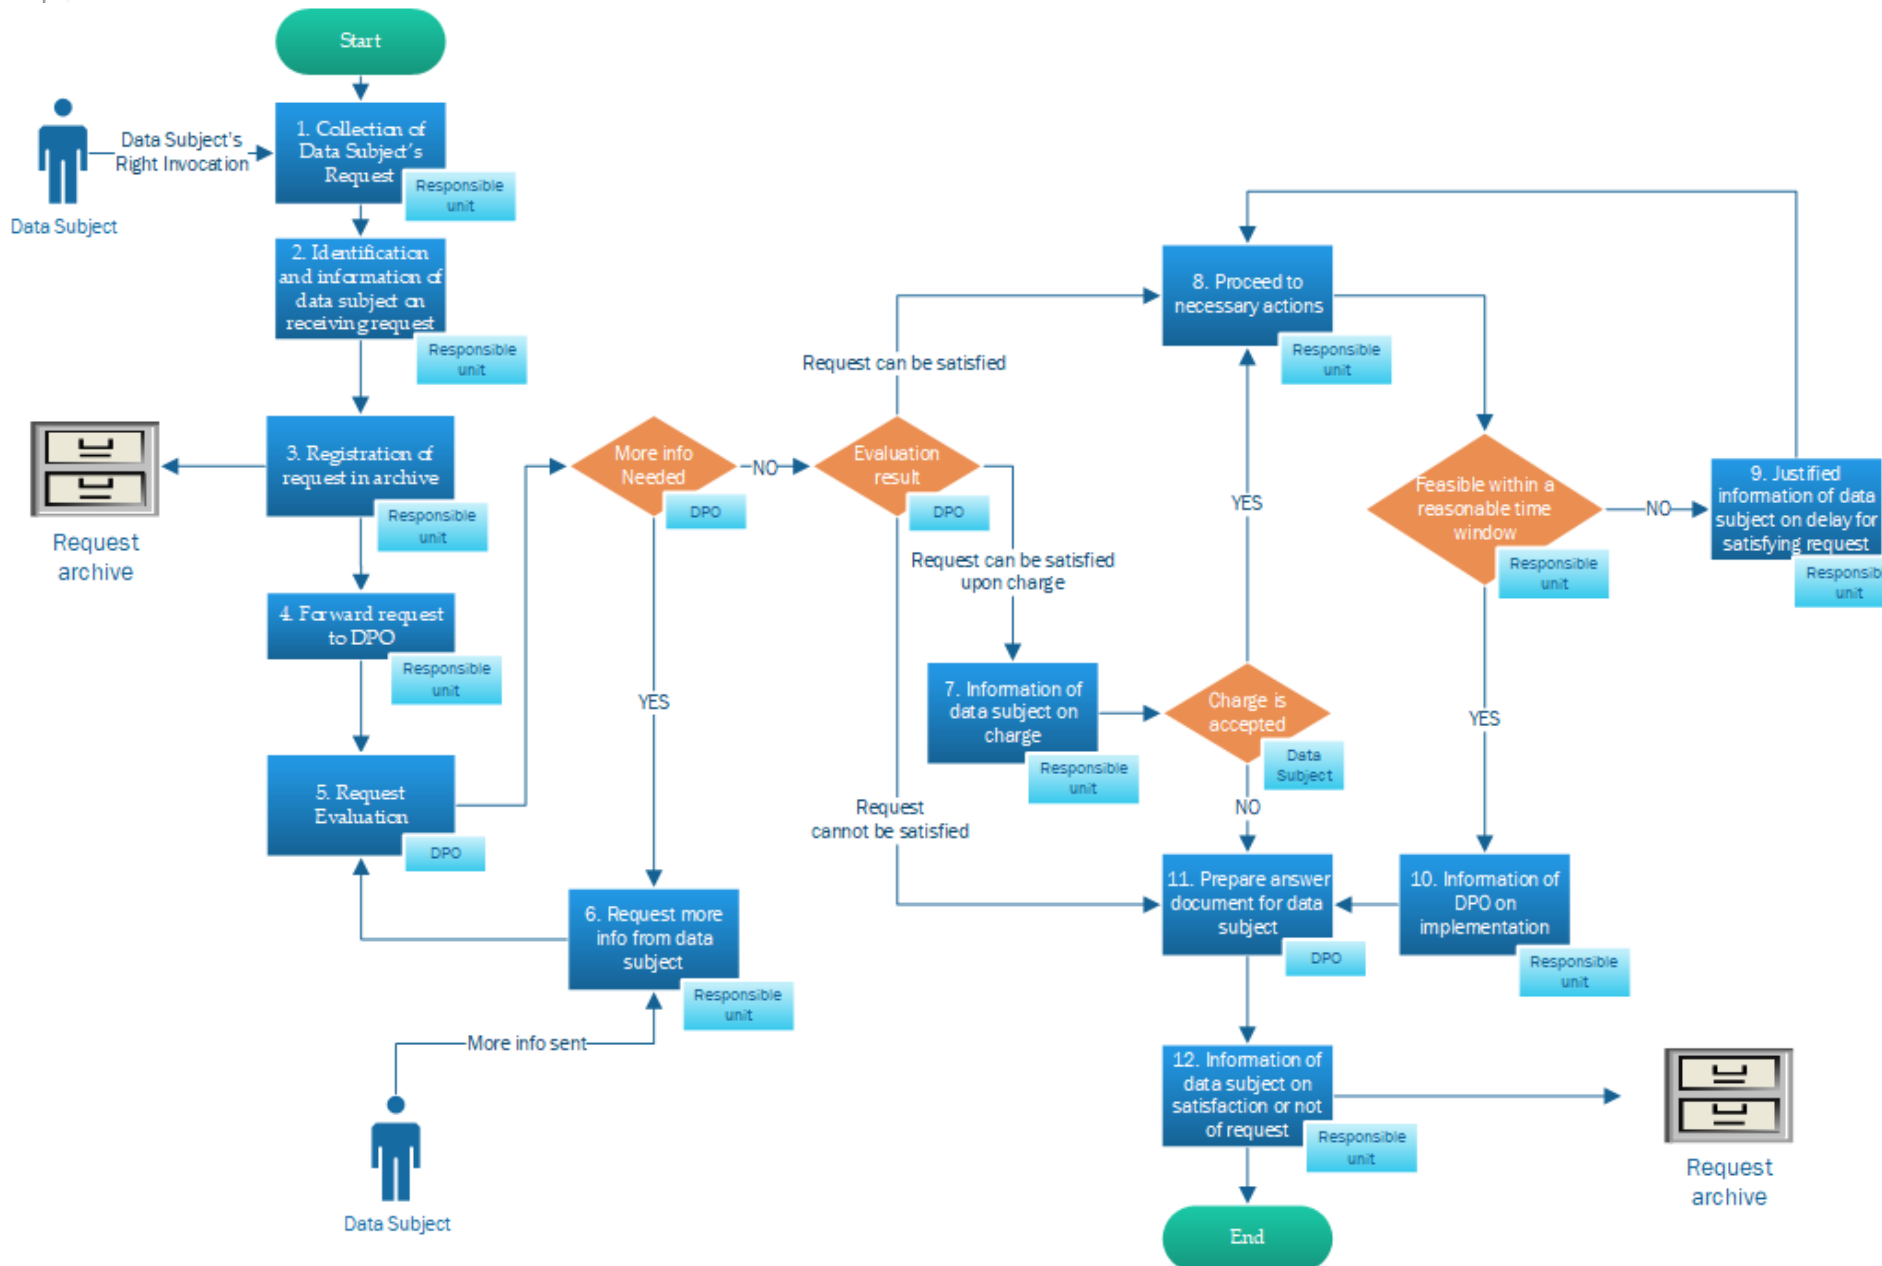 Start
1. Collection of
Data Subject's
Request
Responsible
unit
Data Subject's
Right Invocation
Data Subject
2. Identification
and information of
data subject on
receiving request
Responsible
unit
3. Registration of
request in archive
Responsible
unit
Request
archive
4. Forward request
to DPO
Responsible
unit
5. Request
Evaluation
DPO
More info
Needed
DPO
NO
YES
6. Request more
info from data
subject
Responsible
unit
More info sent
Data Subject
Evaluation
result
DPO
Request can be satisfied
Request can be satisfied
upon charge
Request
cannot be satisfied
7. Information of
data subject on
charge
Responsible
unit
Charge is
accepted
Data
Subject
YES
NO
8. Proceed to
necessary actions
Responsible
unit
Feasible within a
reasonable time
window
Responsible
unit
NO
YES
9. Justified
information of data
subject on delay for
satisfying request
Responsib
unit
10. Information of
DPO on
implementation
Responsible
unit
11. Prepare answer
document for data
subject
DPO
12. Information of
data subject on
satisfaction or not
of request
Responsible
unit
Request
archive
End